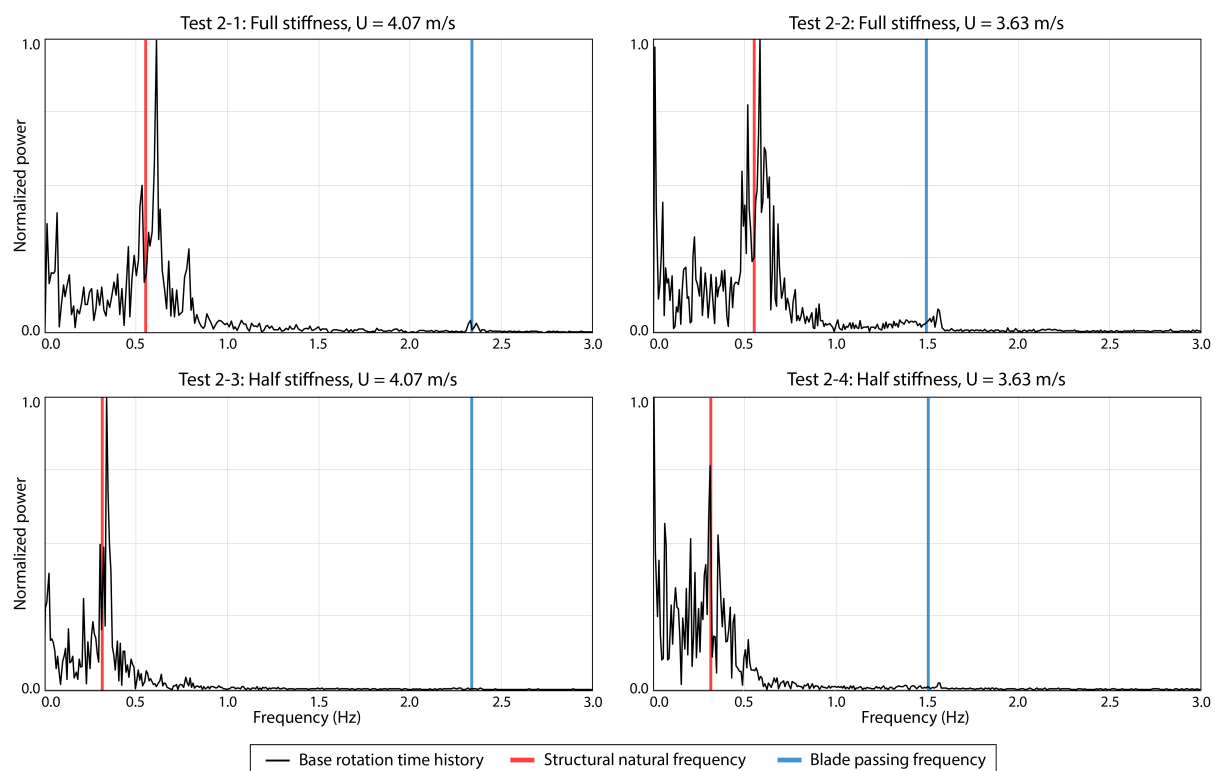 Test 2-1: Full stiffness, U = 4.07 m/s
Test 2-2: Full stiffness, U = 3.63 m/s
1.0
Normalized power
0.0
0.0 0.5 1.0 1.5 2.0 2.5 3.0
1.0
0.0
0.0 0.5 1.0 1.5 2.0 2.5 3.0
Test 2-3: Half stiffness, U = 4.07 m/s
Test 2-4: Half stiffness, U = 3.63 m/s
1.0
Normalized power
0.0
0.0 0.5 1.0 1.5 2.0 2.5 3.0
Frequency (Hz)
1.0
0.0
0.0 0.5 1.0 1.5 2.0 2.5 3.0
Frequency (Hz)
Base rotation time history Structural natural frequency Blade passing frequency